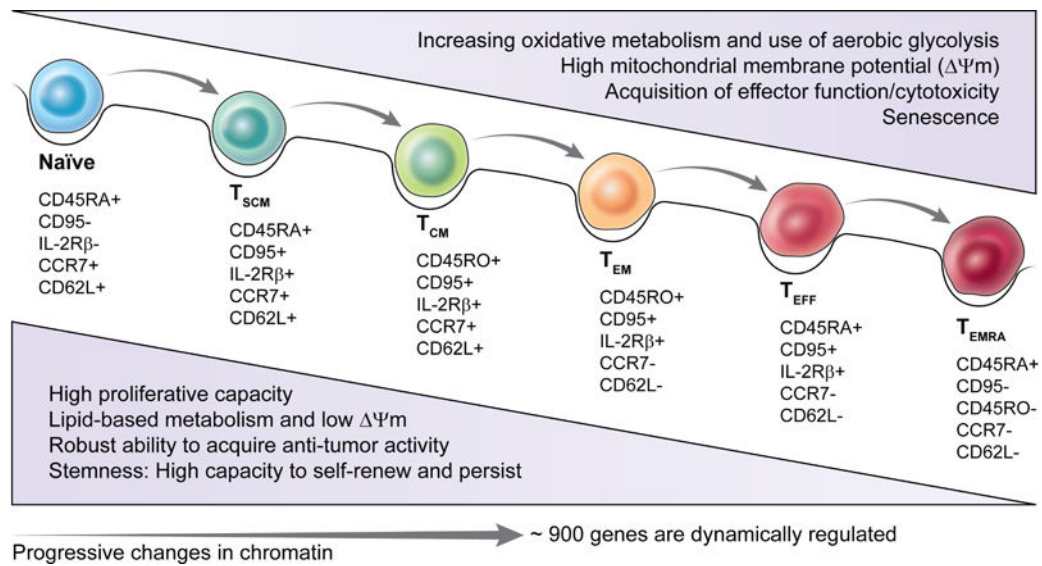 Increasing oxidative metabolism and use of aerobic glycolysis
High mitochondrial membrane potential (ΔΨm)
Acquisition of effector function/cytotoxicity
Senescence
Naïve
CD45RA+
CD95-
IL-2Rβ-
CCR7+
CD62L+
TSCM
CD45RA+
CD95+
IL-2Rβ+
CCR7+
CD62L+
TCM
CD45RO+
CD95+
IL-2Rβ+
CCR7+
CD62L+
TEM
CD45RO+
CD95+
IL-2Rβ+
CCR7-
CD62L-
TEFF
CD45RA+
CD95+
IL-2Rβ+
CCR7-
CD62L-
TEMRA
CD45RA+
CD95-
CD45RO-
CCR7-
CD62L-
High proliferative capacity
Lipid-based metabolism and low ΔΨm
Robust ability to acquire anti-tumor activity
Stemness: High capacity to self-renew and persist
~ 900 genes are dynamically regulated
Progressive changes in chromatin